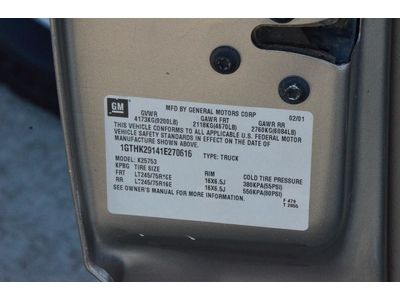 GM
MFD BY GENERAL MOTORS CORP 02/01
GVWR GAWR FRT GAWR RR
4173KG(9200LB) 2118KG(4670LB) 2760KG(6084LB)
THIS VEHICLE CONFORMS TO ALL APPLICABLE U.S. FEDERAL MOTOR
VEHICLE SAFETY STANDARDS IN EFFECT ON THE DATE OF
MANUFACTURE SHOWN ABOVE.
1GTHK29141E270616 TYPE: TRUCK
MODEL: K25753
KPBG TIRE SIZE RIM COLD TIRE PRESSURE
FRT LT245/75R16E 16X6.5J 380KPA(55PSI)
RR LT245/75R16E 16X6.5J 550KPA(80PSI)
SEE OWNER'S MANUAL FOR MORE INFORMATION.
F 479
T 2855